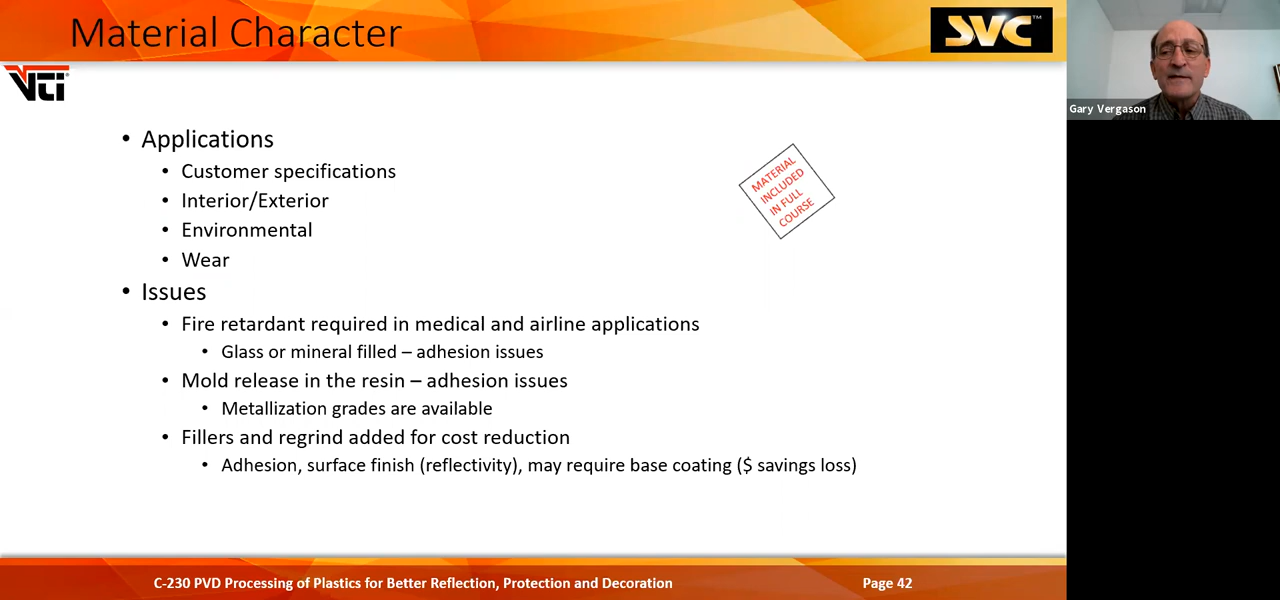 Material Character
SVC™
VTI
Gary Vergason
• Applications
• Customer specifications
• Interior/Exterior
• Environmental
• Wear
MATERIAL
INCLUDED
IN FULL
COURSE
• Issues
• Fire retardant required in medical and airline applications
• Glass or mineral filled – adhesion issues
• Mold release in the resin – adhesion issues
• Metallization grades are available
• Fillers and regrind added for cost reduction
• Adhesion, surface finish (reflectivity), may require base coating ($ savings loss)
C-230 PVD Processing of Plastics for Better Reflection, Protection and Decoration
Page 42